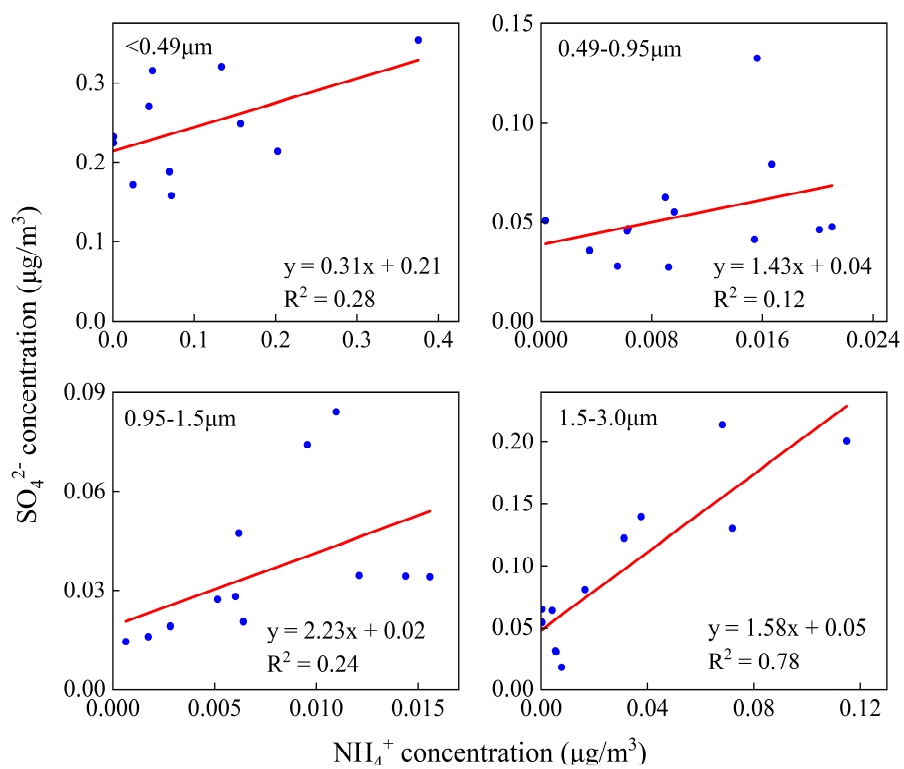 <0.49μm
0.3
0.2
0.1
0.0
y = 0.31x + 0.21
R² = 0.28
0.0 0.1 0.2 0.3 0.4
0.49-0.95μm
0.15
0.10
0.05
0.00
y = 1.43x + 0.04
R² = 0.12
0.000 0.008 0.016 0.024
SO₄²⁻ concentration (μg/m³)
0.95-1.5μm
0.09
0.06
0.03
0.00
y = 2.23x + 0.02
R² = 0.24
0.000 0.005 0.010 0.015
1.5-3.0μm
0.20
0.15
0.10
0.05
0.00
y = 1.58x + 0.05
R² = 0.78
0.00 0.04 0.08 0.12
NH₄⁺ concentration (μg/m³)